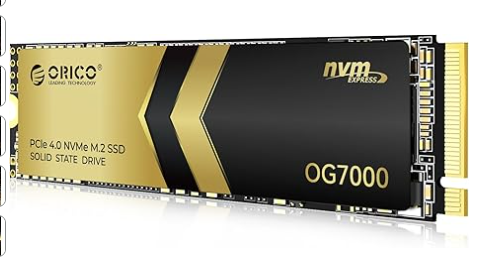 ORICO
LEADING TECHNOLOGY
nvm
EXPRESS
PCIe 4.0 NVMe M.2 SSD
SOLID STATE DRIVE
OG7000